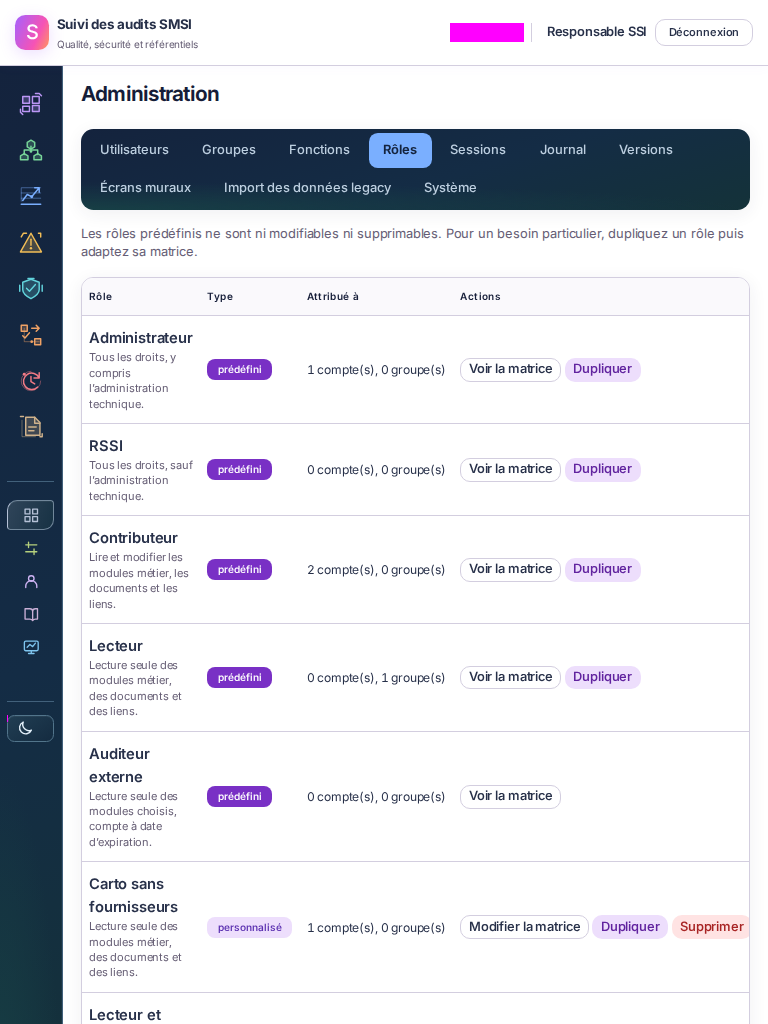 S
Suivi des audits SMSI
Qualité, sécurité et référentiels
Responsable SSI
Déconnexion
Administration
Utilisateurs
Groupes
Fonctions
Rôles
Sessions
Journal
Versions
Écrans muraux
Import des données legacy
Système
Les rôles prédéfinis ne sont ni modifiables ni supprimables. Pour un besoin particulier, dupliquez un rôle puis
adaptez sa matrice.
Rôle
Type
Attribué à
Actions
Administrateur
Tous les droits, y
compris
l’administration
technique.
prédéfini
1 compte(s), 0 groupe(s)
Voir la matrice
Dupliquer
RSSI
Tous les droits, sauf
l’administration
technique.
prédéfini
0 compte(s), 0 groupe(s)
Voir la matrice
Dupliquer
Contributeur
Lire et modifier les
modules métier, les
documents et les
liens.
prédéfini
2 compte(s), 0 groupe(s)
Voir la matrice
Dupliquer
Lecteur
Lecture seule des
modules métier,
des documents et
des liens.
prédéfini
0 compte(s), 1 groupe(s)
Voir la matrice
Dupliquer
Auditeur
externe
Lecture seule des
modules choisis,
compte à date
d’expiration.
prédéfini
0 compte(s), 0 groupe(s)
Voir la matrice
Carto sans
fournisseurs
Lecture seule des
modules métier,
des documents et
des liens.
personnalisé
1 compte(s), 0 groupe(s)
Modifier la matrice
Dupliquer
Supprimer
Lecteur et